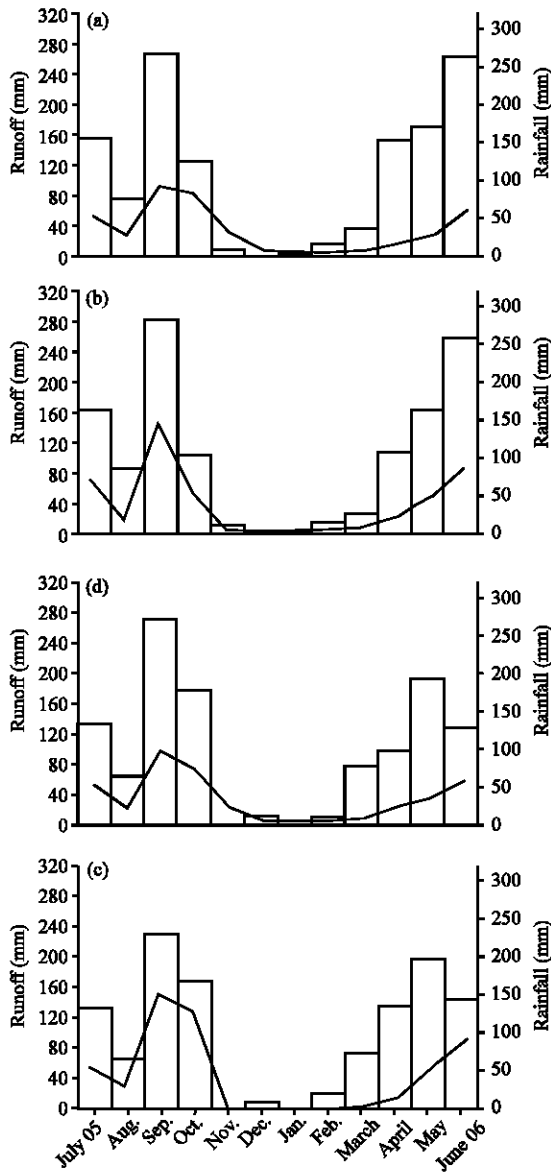 (a)
Runoff (mm)
320
280
240
200
160
120
80
40
0
300
250
200
150
100
50
0
Rainfall (mm)
(b)
Runoff (mm)
320
280
240
200
160
120
80
40
0
300
250
200
150
100
50
0
Rainfall (mm)
(d)
Runoff (mm)
320
280
240
200
160
120
80
40
0
300
250
200
150
100
50
0
Rainfall (mm)
(c)
Runoff (mm)
320
280
240
200
160
120
80
40
0
300
250
200
150
100
50
0
Rainfall (mm)
July 05
Aug.
Sep.
Oct.
Nov.
Dec.
Jan.
Feb.
March
April
May
June 06